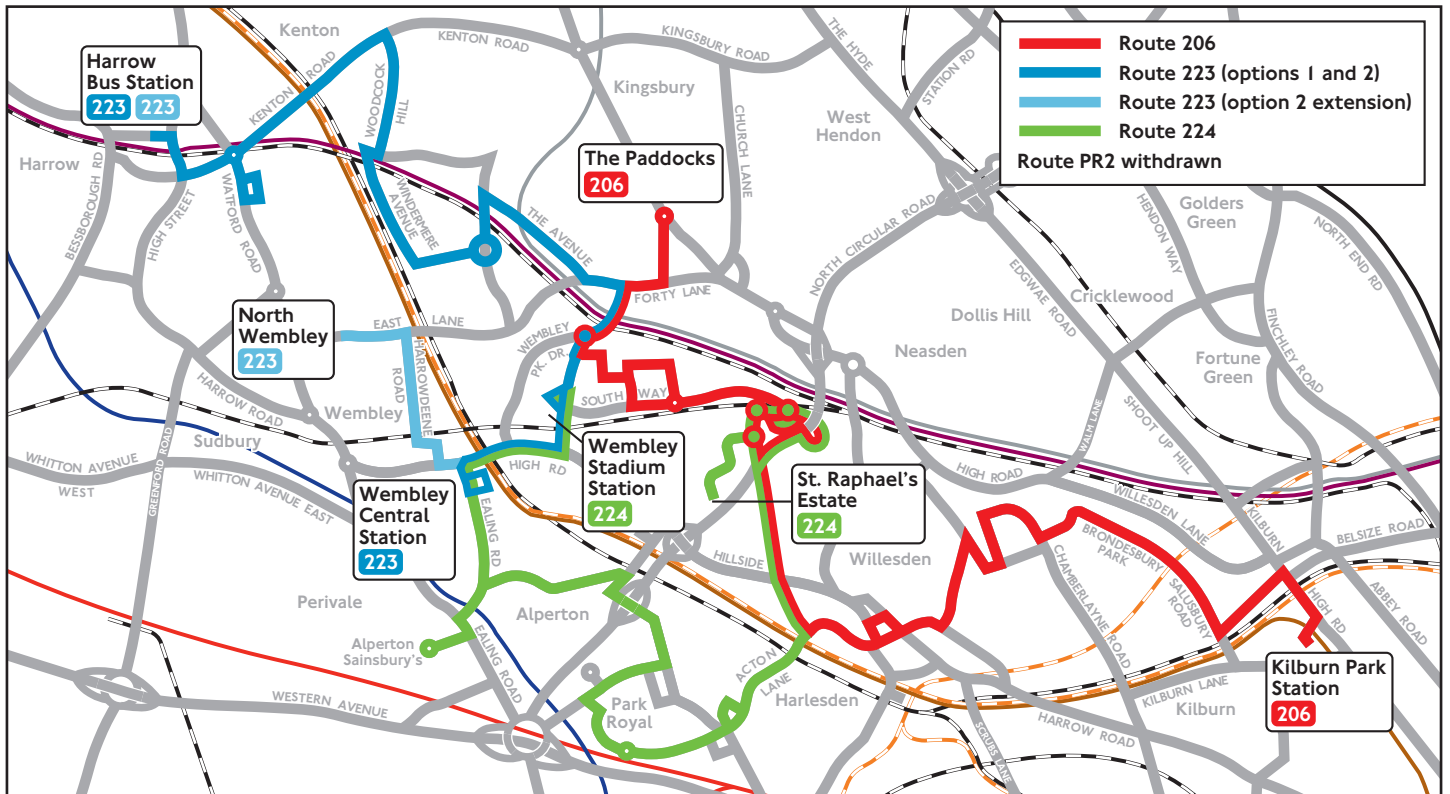 Route 206
Route 223 (options 1 and 2)
Route 223 (option 2 extension)
Route 224
Route PR2 withdrawn
Harrow
Bus Station
223 223
Kenton
KENTON ROAD
KENTON ROAD
WOODCOCK
HILL
KINGSBURY ROAD
Kingsbury
THE HYDE
STATION RD
West
Hendon
CHURCH LANE
The Paddocks
206
Harrow
BESSBOROUGH RD
HIGH STREET
WATFORD ROAD
WINDERMERE
AVENUE
THE AVENUE
NORTH CIRCULAR ROAD
HENDON WAY
Golders
Green
NORTH END RD
EDGWAE ROAD
Cricklewood
FORTY LANE
Dollis Hill
FINCHLEY ROAD
North
Wembley
223
EAST LANE
HARROWDEENE
ROAD
WEMBLEY
PK. DR.
Neasden
Fortune
Green
HARROW ROAD
Wembley
SOUTH WAY
WALM LANE
SHOOT UP HILL
Sudbury
GREENFORD ROAD
WHITTON AVENUE
WEST
WHITTON AVENUE EAST
HIGH RD
Wembley
Stadium
Station
224
St. Raphael's
Estate
224
HIGH ROAD
WILLESDEN LANE
KILBURN
BELSIZE ROAD
Wembley
Central
Station
223
EALING RD
HILLSIDE
Willesden
BRONDESBURY
PARK
CHAMBERLAYNE ROAD
SALUSBURY
ROAD
HIGH RD
ABBEY ROAD
Perivale
Alperton
Alperton
Sainsbury's
EALING ROAD
ACTON
LANE
Harlesden
Park
Royal
WESTERN AVENUE
Kilburn Park
Station
206
KILBURN LANE
Kilburn
HARROW ROAD
SCRUBS LANE